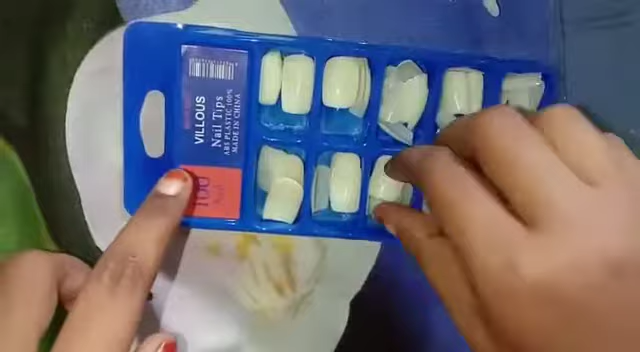 VILLOUS
Nail Tips
ABS PLASTIC 100%
MADE IN CHINA
100